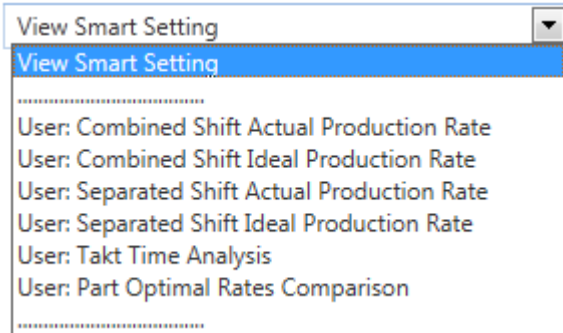 View Smart Setting
View Smart Setting
........................................
User: Combined Shift Actual Production Rate
User: Combined Shift Ideal Production Rate
User: Separated Shift Actual Production Rate
User: Separated Shift Ideal Production Rate
User: Takt Time Analysis
User: Part Optimal Rates Comparison
........................................